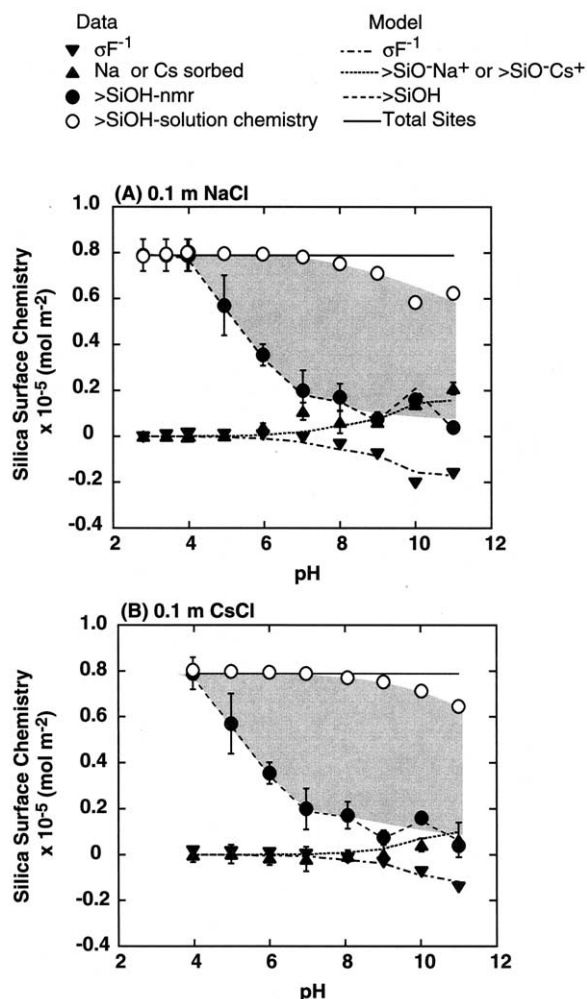 Data Model
σF⁻¹ σF⁻¹
Na or Cs sorbed >SiO⁻Na⁺ or >SiO⁻Cs⁺
>SiOH-nmr >SiOH
>SiOH-solution chemistry Total Sites
(A) 0.1 m NaCl
Silica Surface Chemistry
x 10⁻⁵ (mol m⁻²)
1.0
0.8
0.6
0.4
0.2
0
-0.2
-0.4
2 4 6 8 10 12
pH
(B) 0.1 m CsCl
Silica Surface Chemistry
x 10⁻⁵ (mol m⁻²)
1.0
0.8
0.6
0.4
0.2
0
-0.2
-0.4
4 6 8 10 12
pH